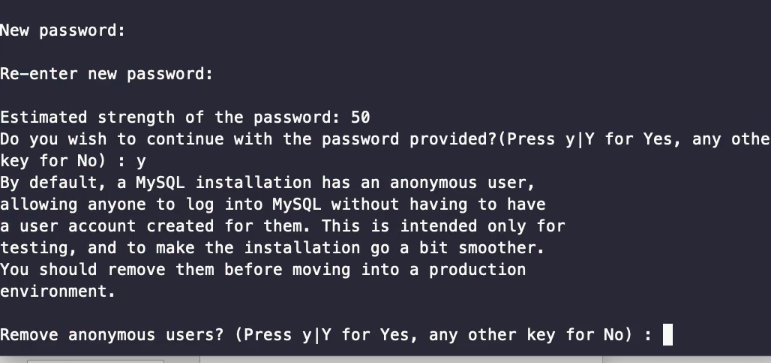 New password:
Re-enter new password:
Estimated strength of the password: 50
Do you wish to continue with the password provided?(Press y|Y for Yes, any othe
key for No) : y
By default, a MySQL installation has an anonymous user,
allowing anyone to log into MySQL without having to have
a user account created for them. This is intended only for
testing, and to make the installation go a bit smoother.
You should remove them before moving into a production
environment.
Remove anonymous users? (Press y|Y for Yes, any other key for No) :